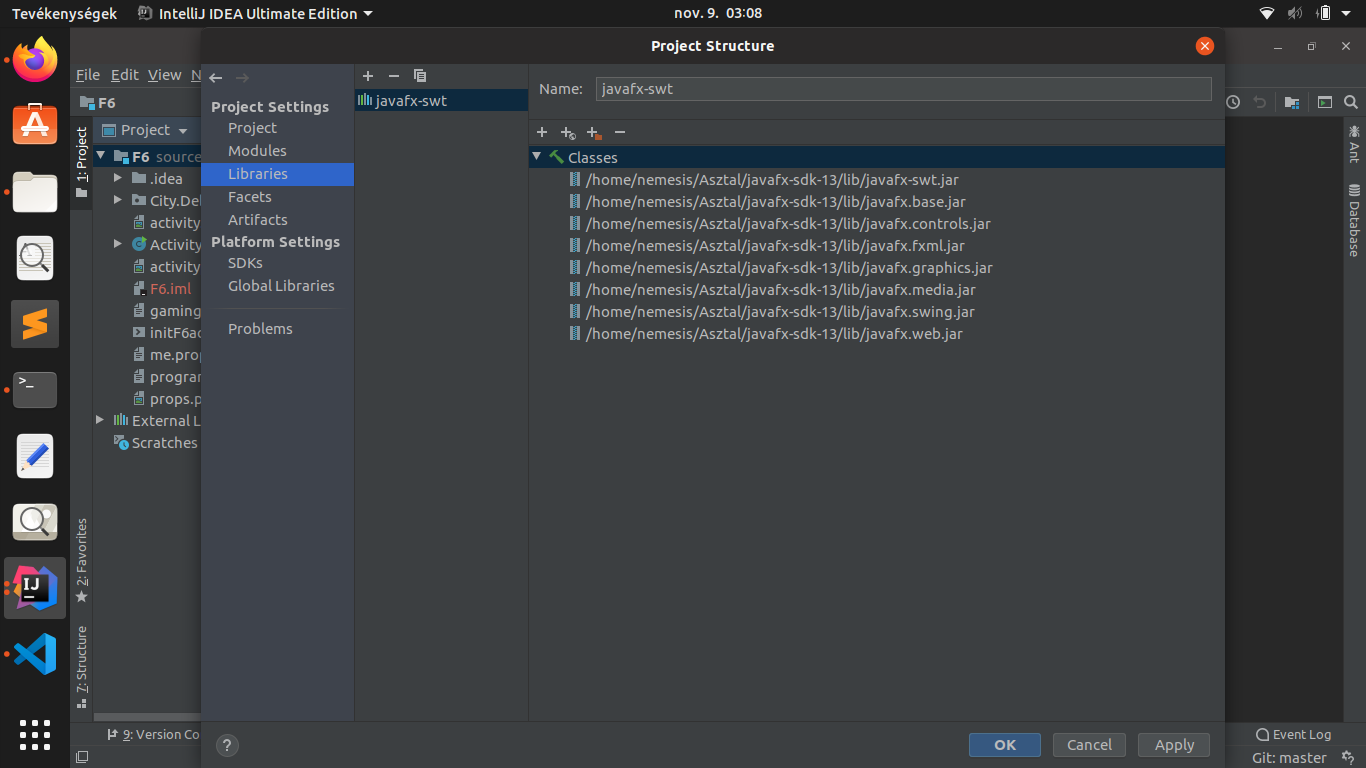 Tevékenységek IntelliJ IDEA Ultimate Edition nov. 9. 03:08
Project Structure
File Edit View N
F6
Project
1: Project
F6 source
.idea
City.De
activity
Activity
activity
F6.iml
gaming
initF6ac
me.prop
program
props.p
External L
Scratches
2: Favorites
7: Structure
9: Version Co
Project Settings
Project
Modules
Libraries
Facets
Artifacts
Platform Settings
SDKs
Global Libraries
Problems
javafx-swt
Name: javafx-swt
Classes
/home/nemesis/Asztal/javafx-sdk-13/lib/javafx-swt.jar
/home/nemesis/Asztal/javafx-sdk-13/lib/javafx.base.jar
/home/nemesis/Asztal/javafx-sdk-13/lib/javafx.controls.jar
/home/nemesis/Asztal/javafx-sdk-13/lib/javafx.fxml.jar
/home/nemesis/Asztal/javafx-sdk-13/lib/javafx.graphics.jar
/home/nemesis/Asztal/javafx-sdk-13/lib/javafx.media.jar
/home/nemesis/Asztal/javafx-sdk-13/lib/javafx.swing.jar
/home/nemesis/Asztal/javafx-sdk-13/lib/javafx.web.jar
?
OK Cancel Apply
Ant
Database
Event Log
Git: master